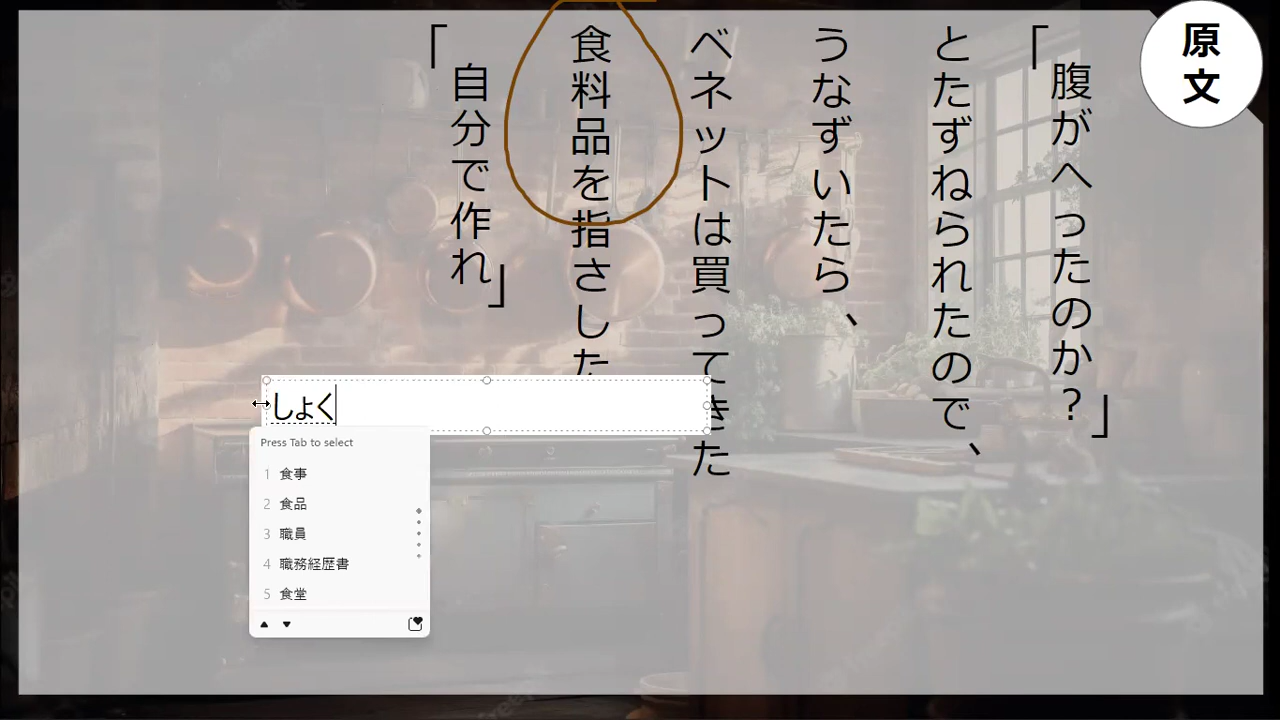 原文
「腹がへったのか？」
とたずねられたので、
うなずいたら、
ベネットは買ってきた
食料品を指さした
「自分で作れ」
しょく
Press Tab to select
1 食事
2 食品
3 職員
4 職務経歴書
5 食堂